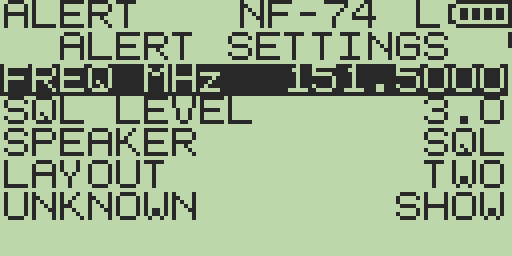 ALERT NF-74 L
ALERT SETTINGS
FREQ MHz 151.5000
SQL LEVEL 3.0
SPEAKER SQL
LAYOUT TWO
UNKNOWN SHOW